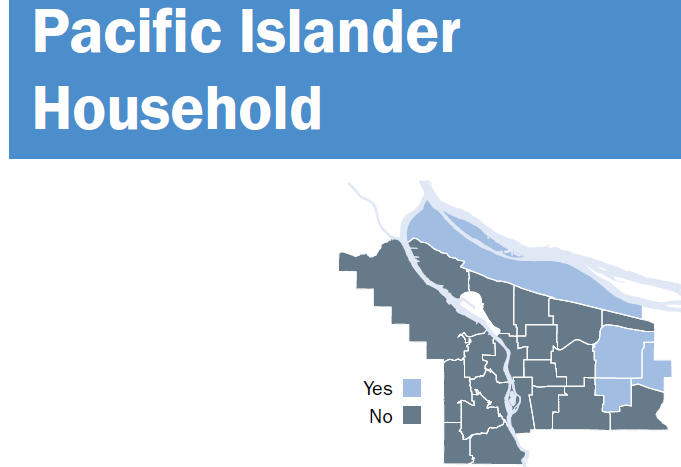 Pacific Islander
Household
Yes
No